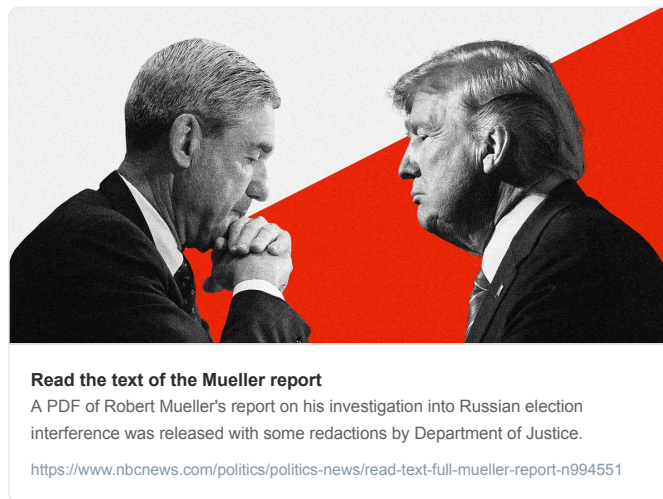 Read the text of the Mueller report
A PDF of Robert Mueller's report on his investigation into Russian election
interference was released with some redactions by Department of Justice.
https://www.nbcnews.com/politics/politics-news/read-text-full-mueller-report-n994551